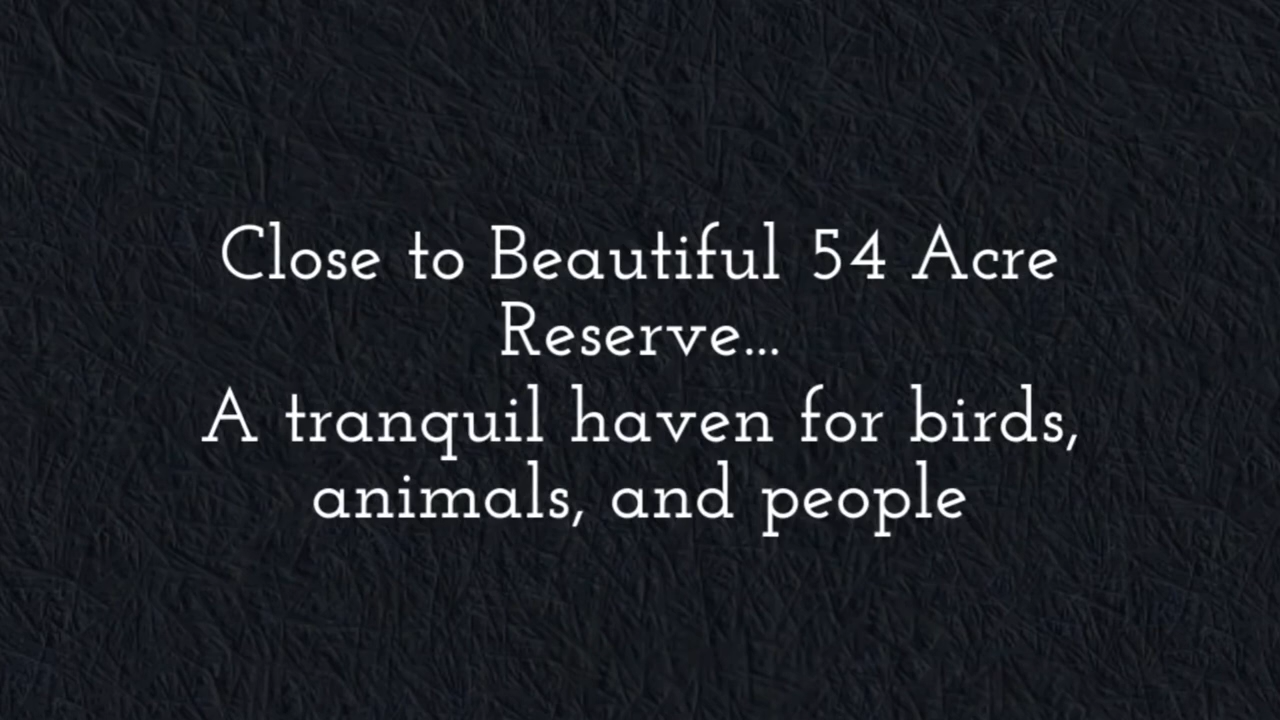 Close to Beautiful 54 Acre
Reserve...
A tranquil haven for birds,
animals, and people